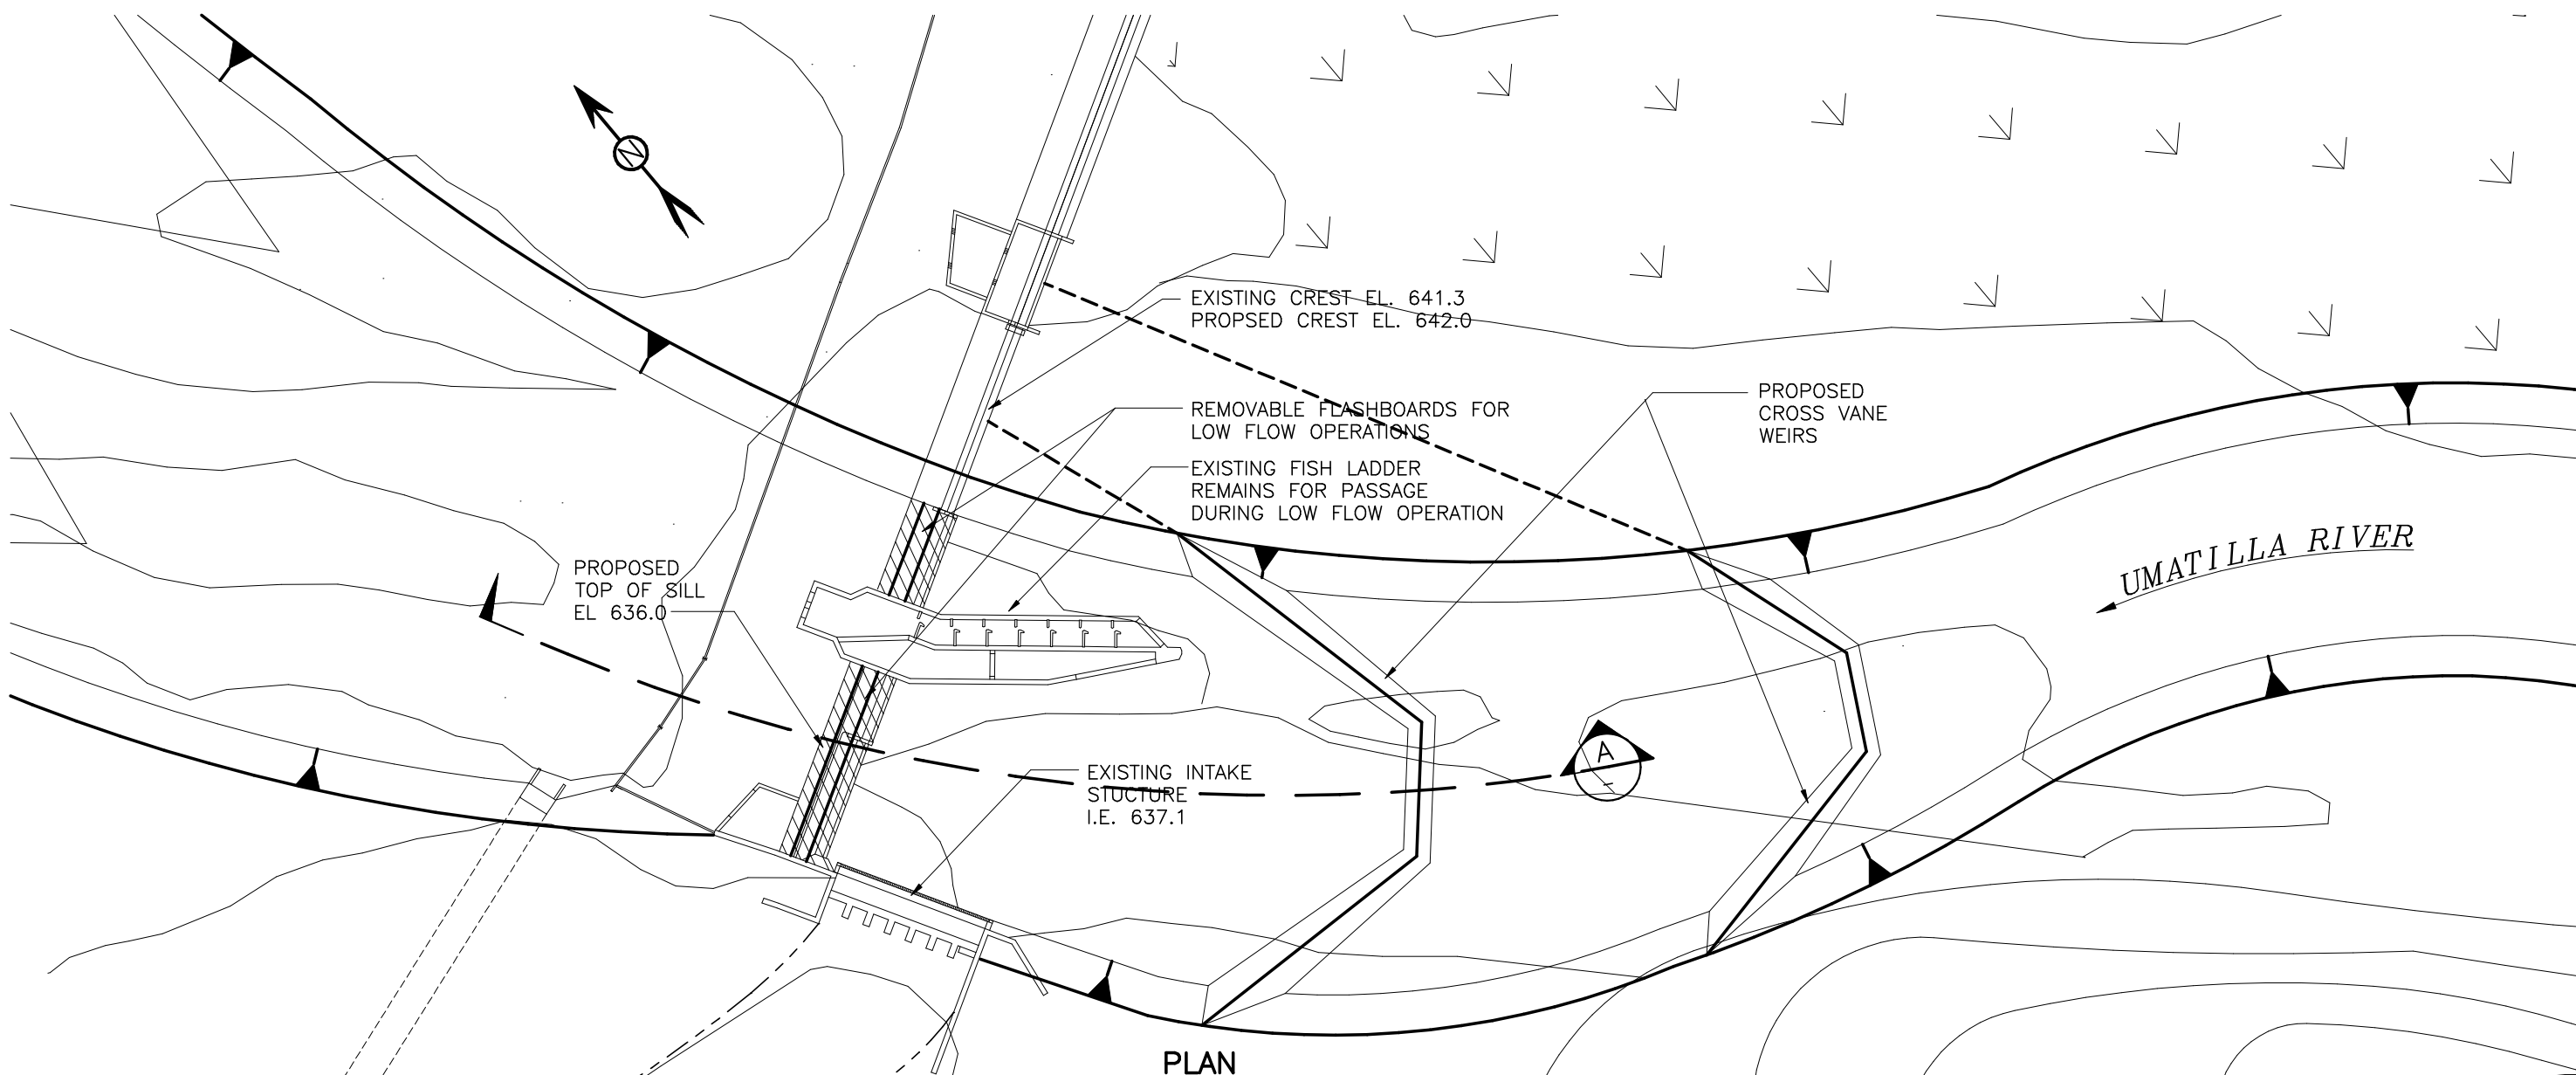 N
EXISTING CREST EL. 641.3
PROPSED CREST EL. 642.0
REMOVABLE FLASHBOARDS FOR
LOW FLOW OPERATIONS
PROPOSED
CROSS VANE
WEIRS
EXISTING FISH LADDER
REMAINS FOR PASSAGE
DURING LOW FLOW OPERATION
UMATILLA RIVER
PROPOSED
TOP OF SILL
EL 636.0
A
–
EXISTING INTAKE
STUCTURE
I.E. 637.1
PLAN